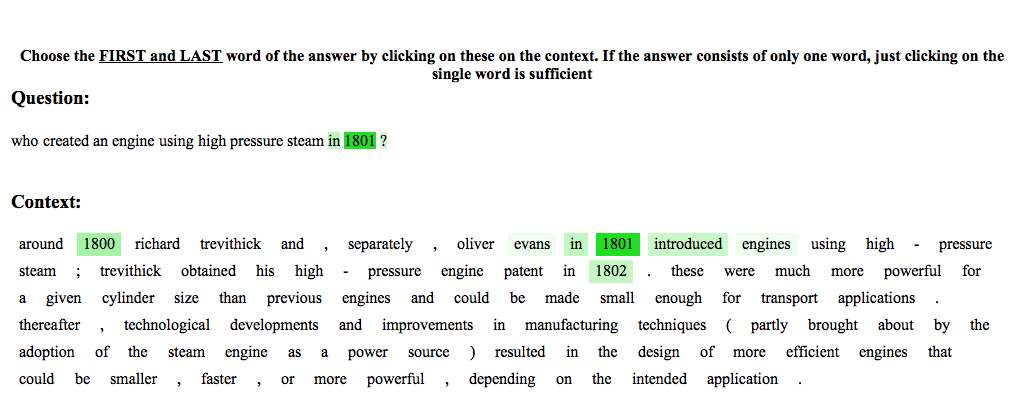 Choose the FIRST and LAST word of the answer by clicking on these on the context. If the answer consists of only one word, just clicking on the
single word is sufficient
Question:
who created an engine using high pressure steam in 1801 ?
Context:
around 1800 richard trevithick and , separately , oliver evans in 1801 introduced engines using high - pressure
steam ; trevithick obtained his high - pressure engine patent in 1802 . these were much more powerful for
a given cylinder size than previous engines and could be made small enough for transport applications .
thereafter , technological developments and improvements in manufacturing techniques ( partly brought about by the
adoption of the steam engine as a power source ) resulted in the design of more efficient engines that
could be smaller , faster , or more powerful , depending on the intended application .